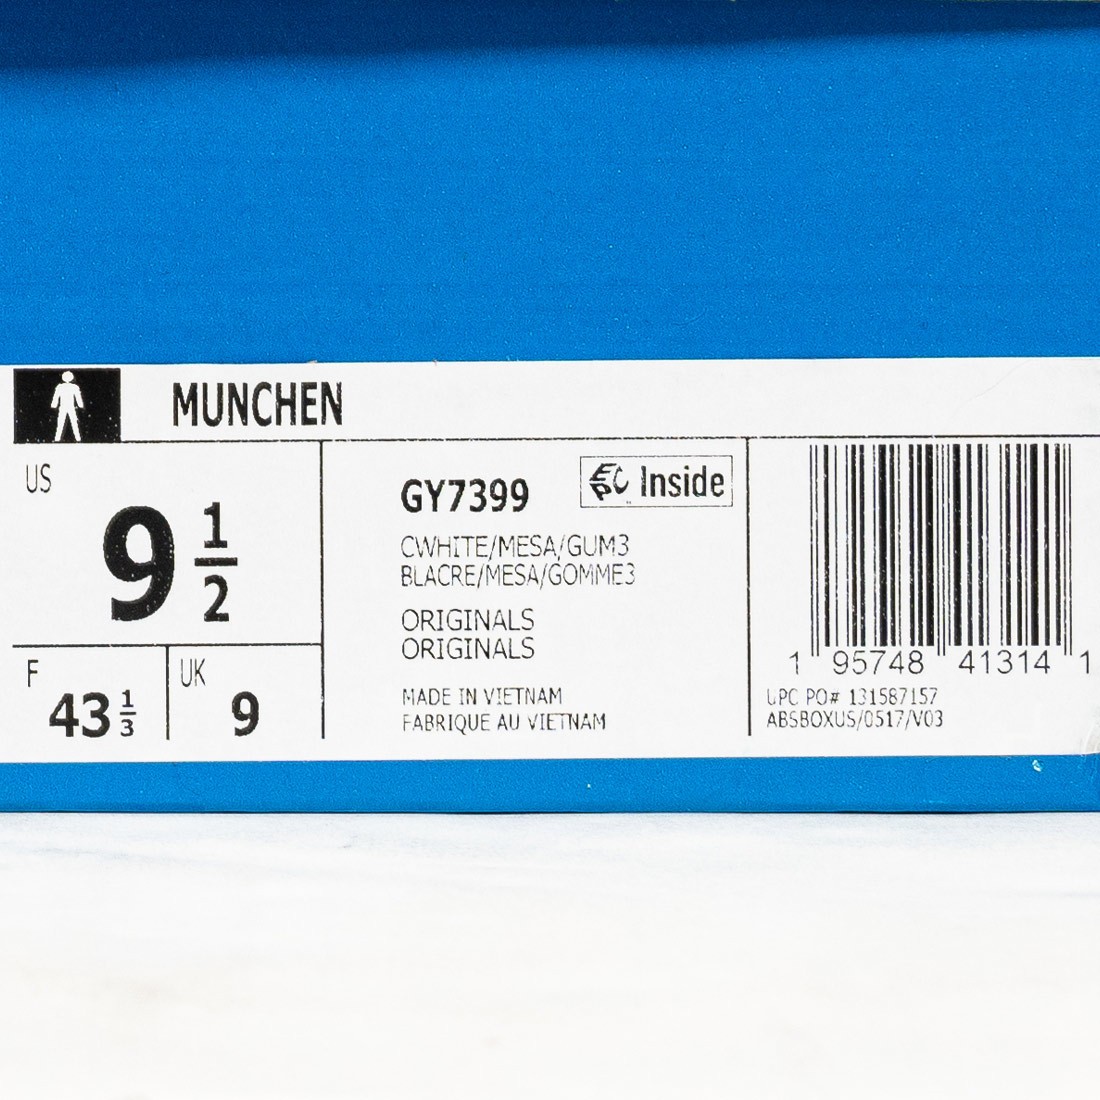 MUNCHEN
US
9 1/2
F
43 1/3
UK
9
GY7399
EPC Inside
CWHITE/MESA/GUM3
BLACRE/MESA/GOMME3
ORIGINALS
ORIGINALS
MADE IN VIETNAM
FABRIQUE AU VIETNAM
1 95748 41314 1
UPC PO# 131587157
ABSBOXUS/0517/V03